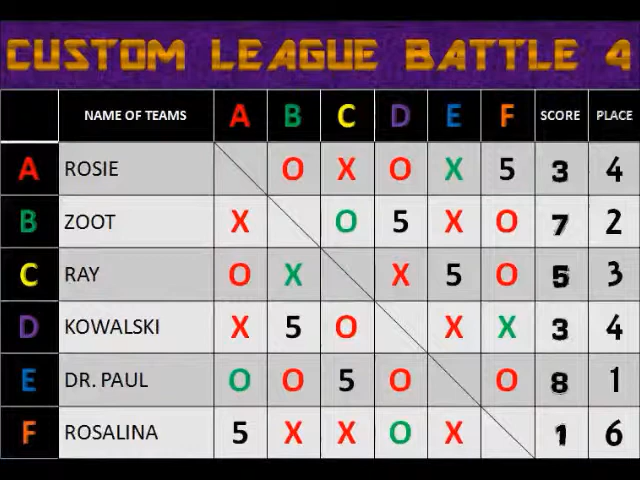 CUSTOM LEAGUE BATTLE 4
NAME OF TEAMS A B C D E F SCORE PLACE
A ROSIE O X O X 5 3 4
B ZOOT X O 5 X O 7 2
C RAY O X X 5 O 5 3
D KOWALSKI X 5 O X X 3 4
E DR. PAUL O O 5 O O 8 1
F ROSALINA 5 X X O X 1 6